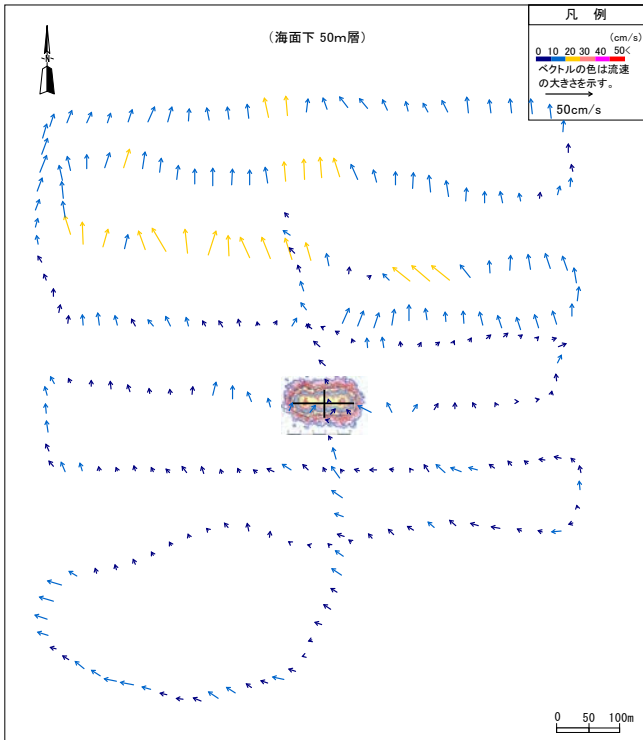 (海面下 50m層)
N
凡 例
(cm/s)
0 10 20 30 40 50<
ベクトルの色は流速
の大きさを示す。
50cm/s
0 50 100m